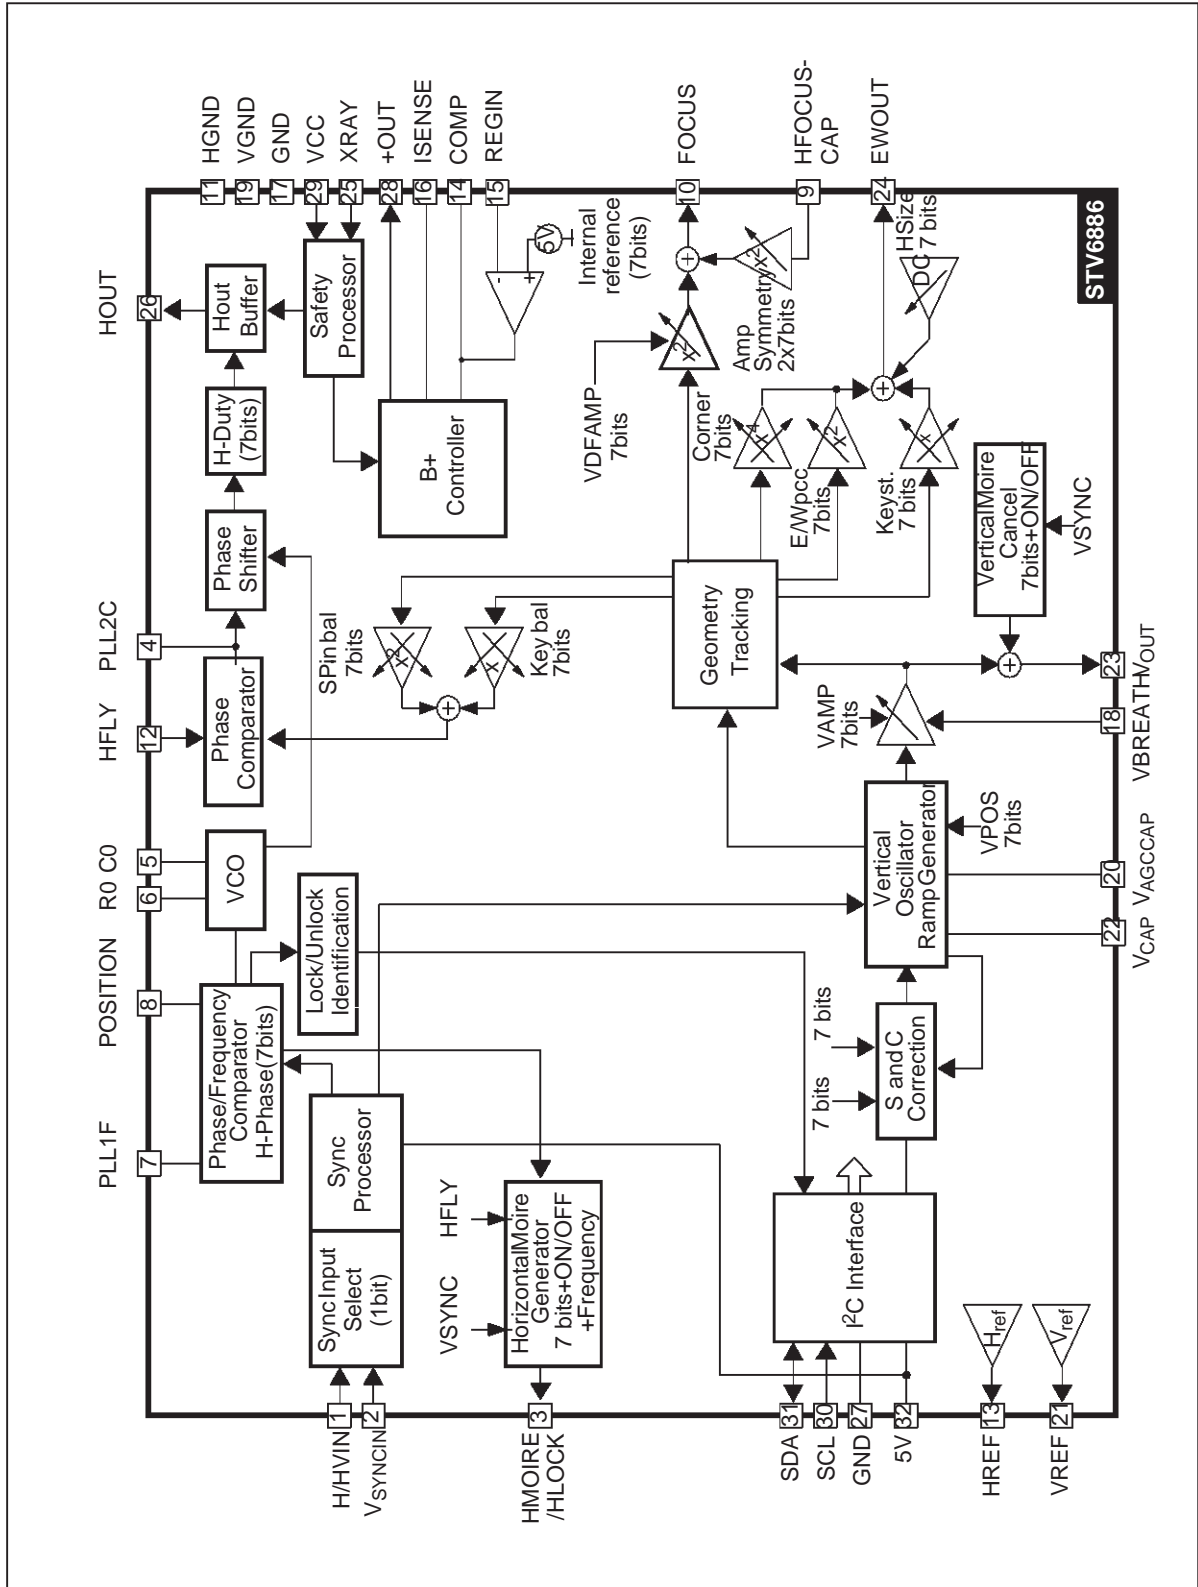 HOUT
26
HGND
11
VGND
19
GND
17
VCC
29
XRAY
25
+OUT
28
ISENSE
16
COMP
14
REGIN
15
FOCUS
10
HFOCUS-
CAP
9
EWOUT
24
STV6886
Hout
Buffer
Safety
Processor
5V
-
+
Internal
reference
(7bits)
B+
Controller
H-Duty
(7bits)
Phase
Shifter
PLL2C
4
HFLY
12
Phase
Comparator
SPinbal
7bits
x2
Key bal
7bits
x
+
VDFAMP
7bits
x2
+
x2
Amp
Symmetry
2x7bits
HSize
DC 7 bits
Corner
7bits
x4
E/Wpcc
7bits
x2
Keyst.
7 bits
x
+
Geometry
Tracking
VerticalMoire
Cancel
7bits+ON/OFF
VSYNC
+
23
VOUT
18
VBREATH
VAMP
7bits
VPOS
7bits
20
VAGCCAP
22
VCAP
Vertical
Oscillator
RampGenerator
S and C
Correction
7 bits
7 bits
R0 C0
5
6
VCO
Lock/Unlock
Identification
POSITION
8
PLL1F
7
Phase/Frequency
Comparator
H-Phase(7bits)
Sync
Processor
SyncInput
Select
(1bit)
HFLY
VSYNC
HorizontalMoire
Generator
7 bits+ON/OFF
+Frequency
I2C Interface
Href
Vref
1
H/HVIN
2
VSYNCIN
3
HMOIRE
/HLOCK
31
SDA
30
SCL
27
GND
32
5V
13
HREF
21
VREF